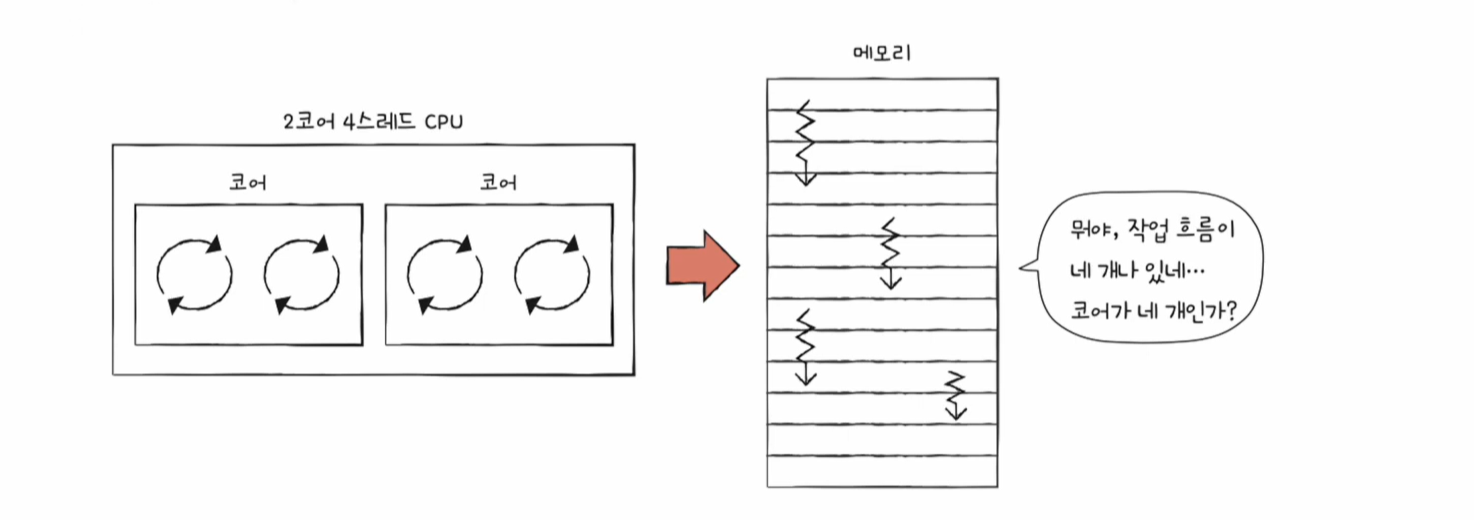 메모리
2코어 4스레드 CPU
코어
코어
뭐야, 작업 흐름이
네 개나 있네…
코어가 네 개인가?